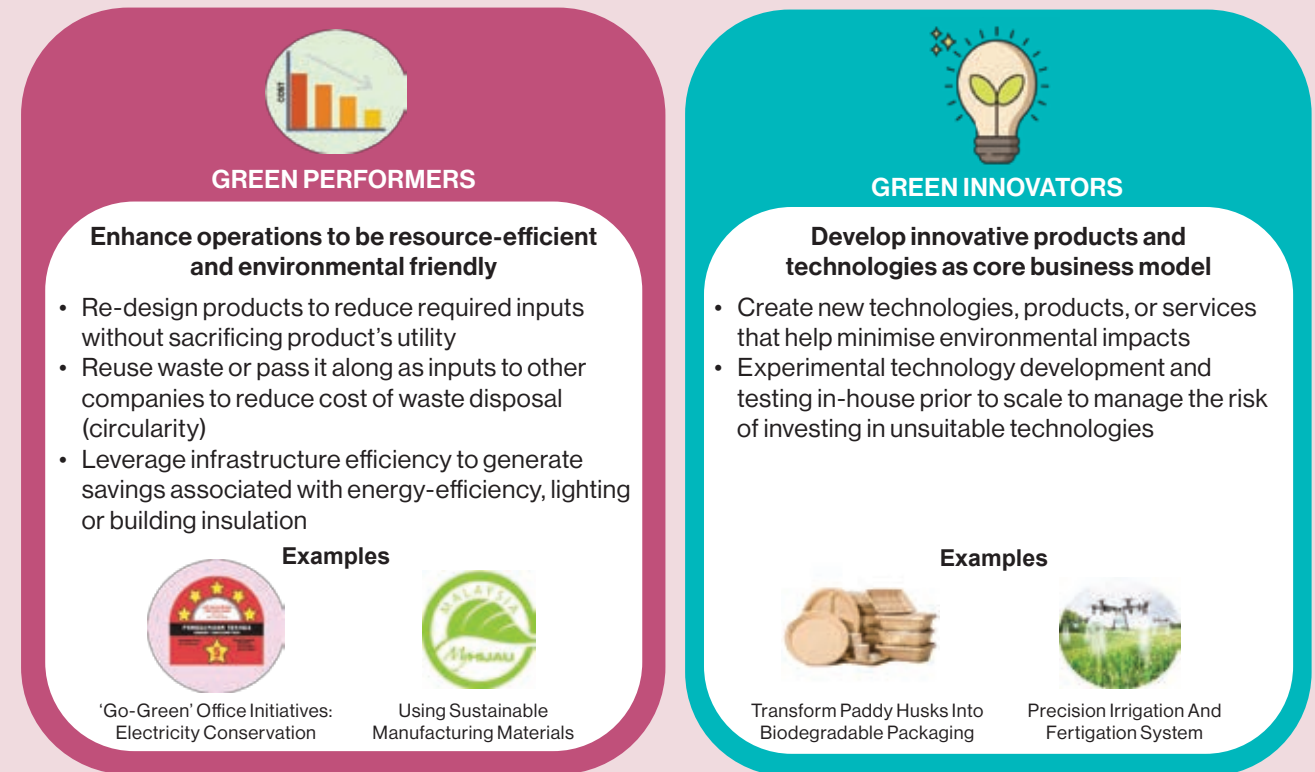 COST
GREEN PERFORMERS
Enhance operations to be resource-efficient
and environmental friendly
• Re-design products to reduce required inputs
without sacrificing product's utility
• Reuse waste or pass it along as inputs to other
companies to reduce cost of waste disposal
(circularity)
• Leverage infrastructure efficiency to generate
savings associated with energy-efficiency, lighting
or building insulation
Examples
MALAYSIA
MyHIJAU
'Go-Green' Office Initiatives:
Electricity Conservation
Using Sustainable
Manufacturing Materials
GREEN INNOVATORS
Develop innovative products and
technologies as core business model
• Create new technologies, products, or services
that help minimise environmental impacts
• Experimental technology development and
testing in-house prior to scale to manage the risk
of investing in unsuitable technologies
Examples
Transform Paddy Husks Into
Biodegradable Packaging
Precision Irrigation And
Fertigation System